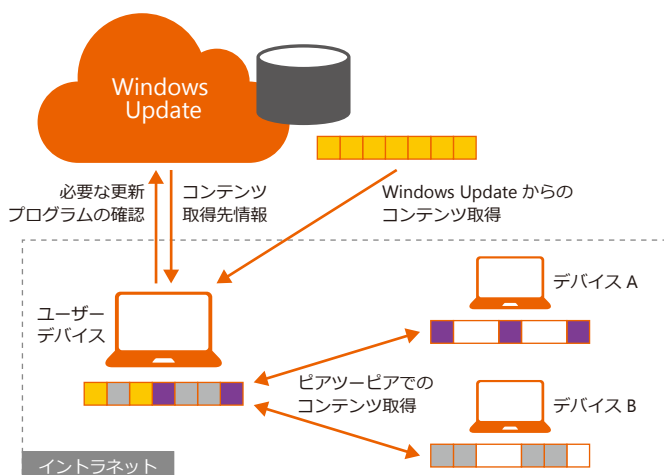 Windows
Update
必要な更新
プログラムの確認
コンテンツ
取得先情報
Windows Update からの
コンテンツ取得
ユーザー
デバイス
デバイス A
ピアツーピアでの
コンテンツ取得
デバイス B
イントラネット